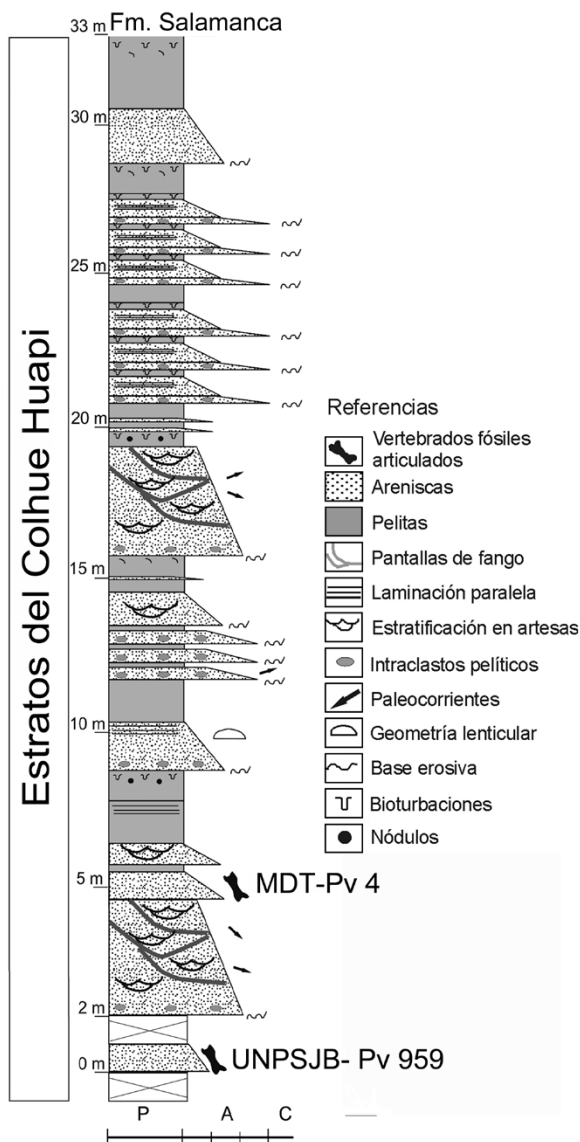 33 m Fm. Salamanca
30 m
25 m
20 m
15 m
10 m
5 m
2 m
0 m
Estratos del Colhue Huapi
MDT-Pv 4
UNPSJB- Pv 959
P A C
Referencias
Vertebrados fósiles
articulados
Areniscas
Pelitas
Pantallas de fango
Laminación paralela
Estratificación en artesas
Intraclastos pelíticos
Paleocorrientes
Geometría lenticular
Base erosiva
Bioturbaciones
Nódulos